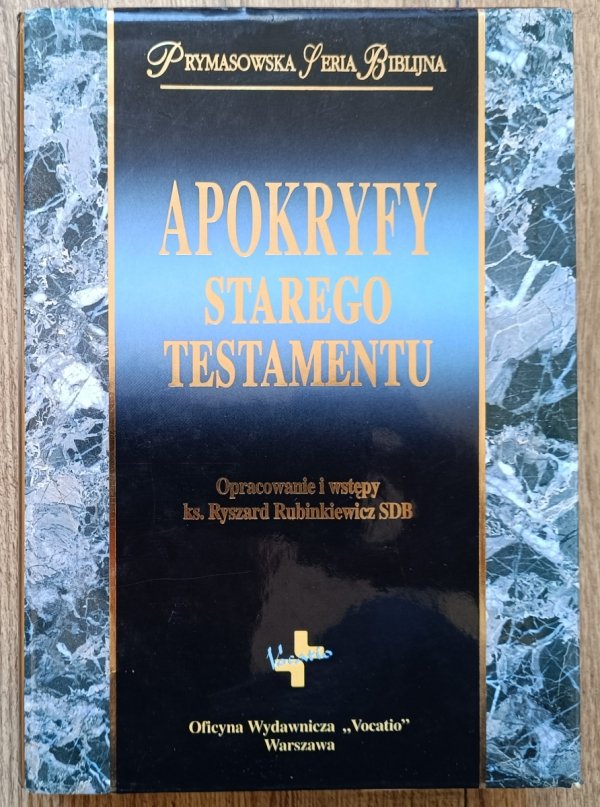 PRYMASOWSKA SERIA BIBLIJNA
APOKRYFY
STAREGO
TESTAMENTU
Opracowanie i wstępy
ks. Ryszard Rubinkiewicz SDB
Vocatio
Oficyna Wydawnicza „Vocatio”
Warszawa